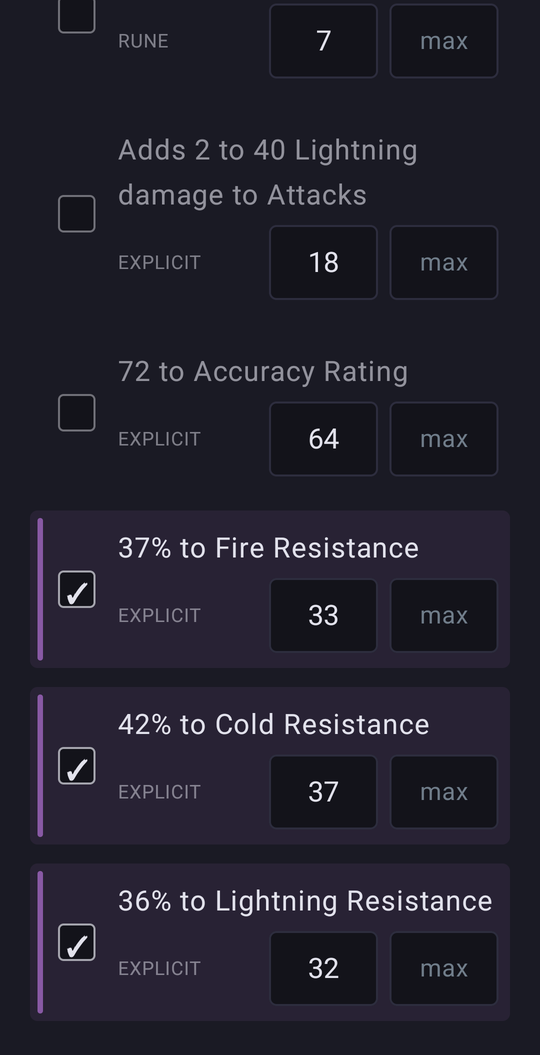 RUNE
7
max
Adds 2 to 40 Lightning
damage to Attacks
EXPLICIT
18
max
72 to Accuracy Rating
EXPLICIT
64
max
37% to Fire Resistance
EXPLICIT
33
max
42% to Cold Resistance
EXPLICIT
37
max
36% to Lightning Resistance
EXPLICIT
32
max